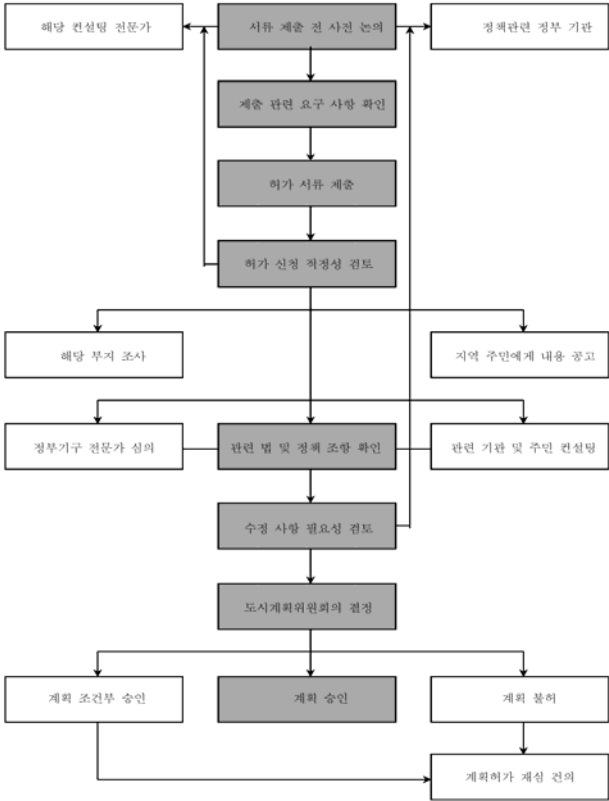 해당 컨설팅 전문가
서류 제출 전 사전 논의
정책관련 정부 기관
제출 관련 요구 사항 확인
허가 서류 제출
허가 신청 적정성 검토
해당 부지 조사
지역 주민에게 내용 공고
정부기구 전문가 심의
관련 법 및 정책 조항 확인
관련 기관 및 주민 컨설팅
수정 사항 필요성 검토
도시계획위원회의 결정
계획 조건부 승인
계획 승인
계획 불허
계획허가 재심 건의